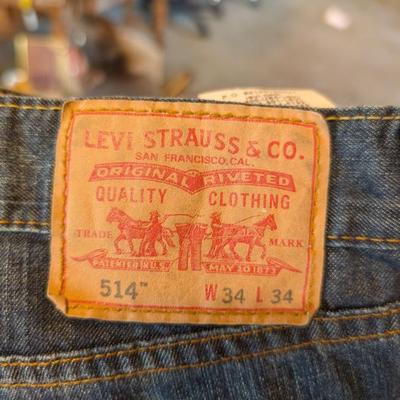 LEVI STRAUSS & CO.
SAN FRANCISCO, CAL.
ORIGINAL RIVETED
QUALITY CLOTHING
TRADE MARK
PATENTED IN U.S. MAY 20 1873
514™ W 34 L 34